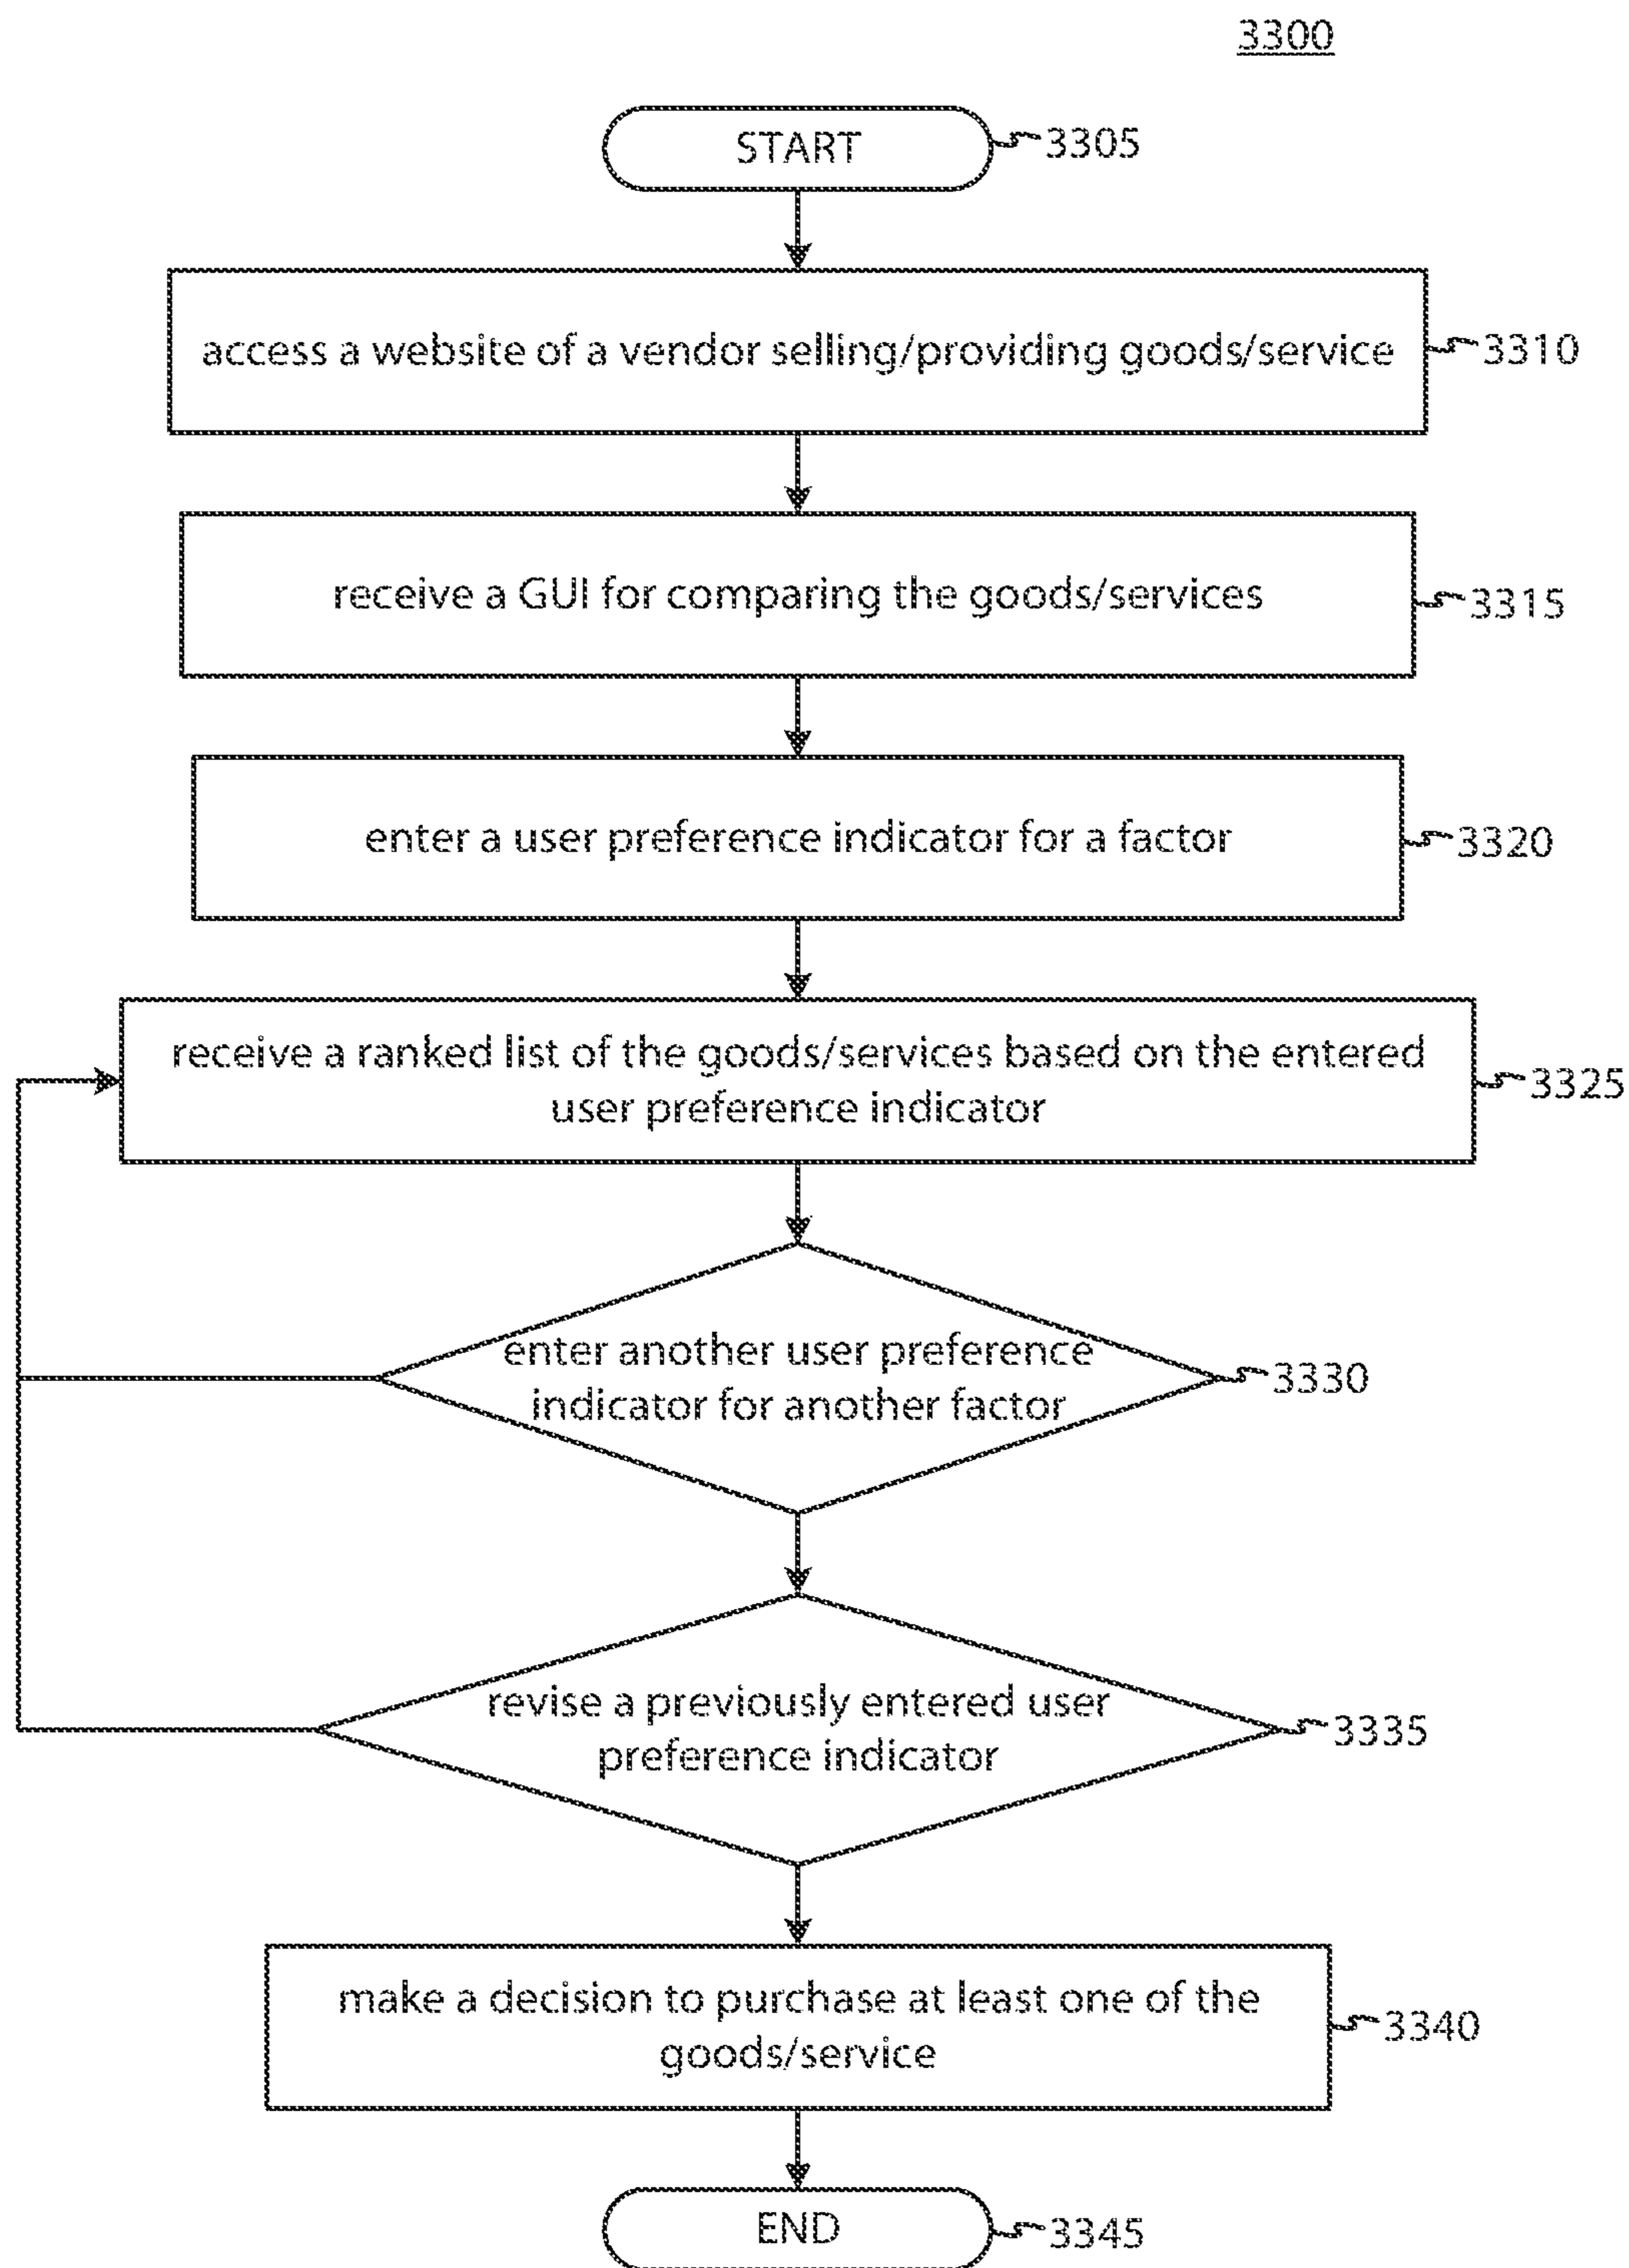 3300
START
3305
access a website of a vendor selling/providing goods/service
3310
receive a GUI for comparing the goods/services
3315
enter a user preference indicator for a factor
3320
receive a ranked list of the goods/services based on the entered
user preference indicator
3325
enter another user preference
indicator for another factor
3330
revise a previously entered user
preference indicator
3335
make a decision to purchase at least one of the
goods/service
3340
END
3345